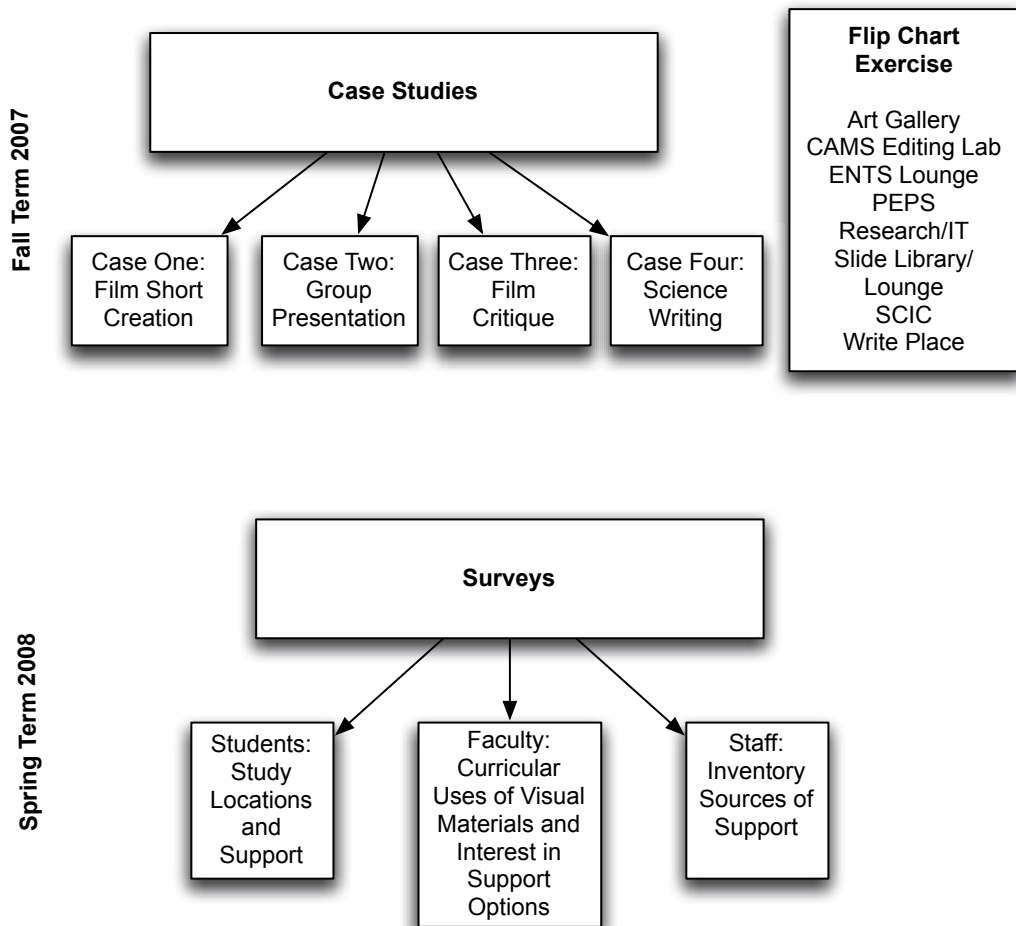 Fall Term 2007
Case Studies
Case One:
Film Short
Creation
Case Two:
Group
Presentation
Case Three:
Film
Critique
Case Four:
Science
Writing
Flip Chart
Exercise
Art Gallery
CAMS Editing Lab
ENTS Lounge
PEPS
Research/IT
Slide Library/
Lounge
SCIC
Write Place
Spring Term 2008
Surveys
Students:
Study
Locations
and
Support
Faculty:
Curricular
Uses of Visual
Materials and
Interest in
Support
Options
Staff:
Inventory
Sources of
Support